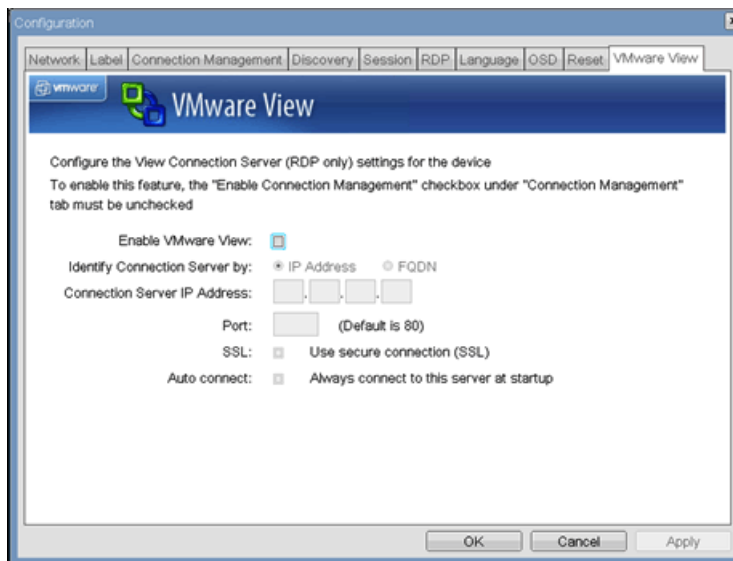 Configuration
Network Label Connection Management Discovery Session RDP Language OSD Reset VMware View
vmware
VMware View
Configure the View Connection Server (RDP only) settings for the device
To enable this feature, the "Enable Connection Management" checkbox under "Connection Management"
tab must be unchecked
Enable VMware View:
Identify Connection Server by: IP Address FQDN
Connection Server IP Address: . . .
Port: (Default is 80)
SSL: Use secure connection (SSL)
Auto connect: Always connect to this server at startup
OK Cancel Apply